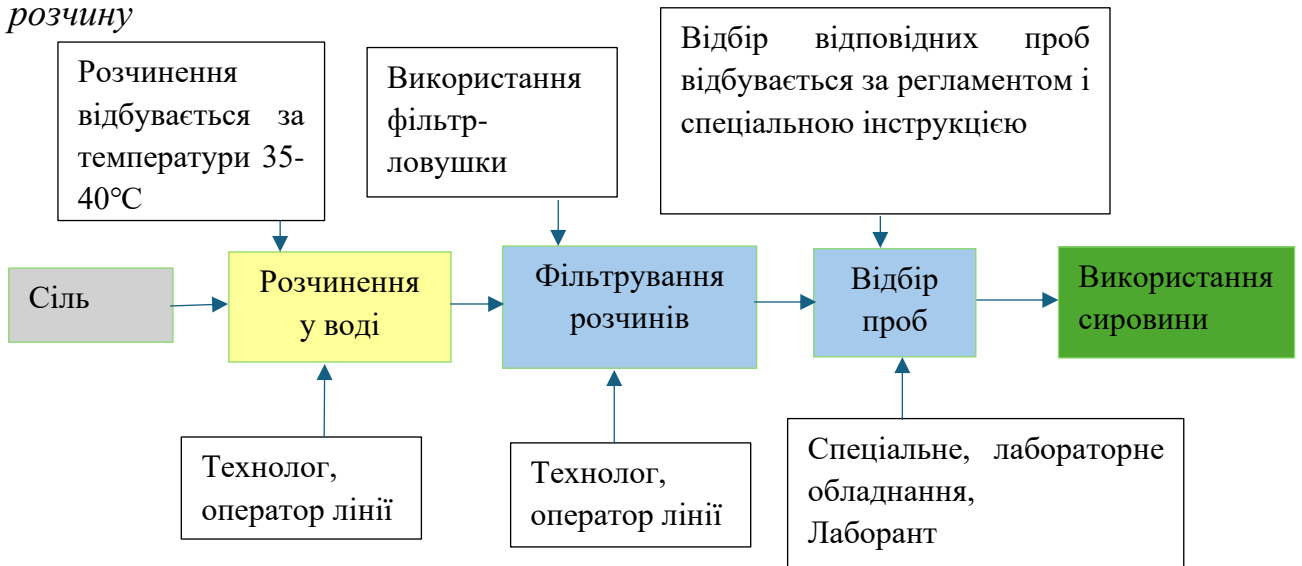 розчину
Розчинення
відбувається за
температури 35-
40°С
Використання
фільтр-
ловушки
Відбір відповідних проб
відбувається за регламентом і
спеціальною інструкцією
Сіль
Розчинення
у воді
Фільтрування
розчинів
Відбір
проб
Використання
сировини
Технолог,
оператор лінії
Технолог,
оператор лінії
Спеціальне, лабораторне
обладнання,
Лаборант